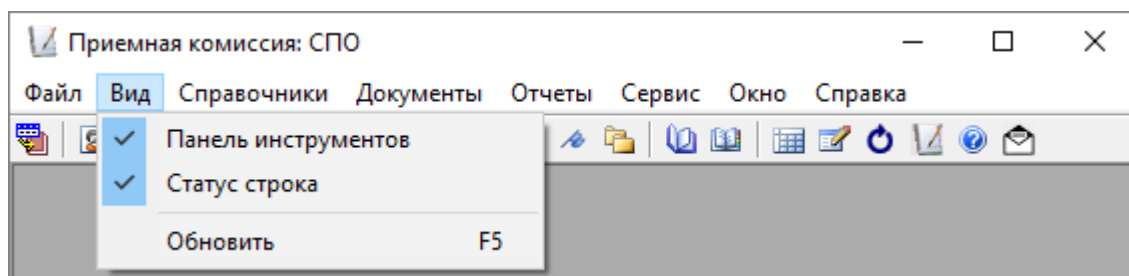 Приемная комиссия: СПО
Файл Вид Справочники Документы Отчеты Сервис Окно Справка
Панель инструментов
Статус строка
Обновить F5